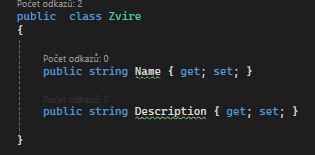 Počet odkazů: 2
public class Zvire
{
Počet odkazů: 0
public string Name { get; set; }
Počet odkazů: 0
public string Description { get; set; }
}